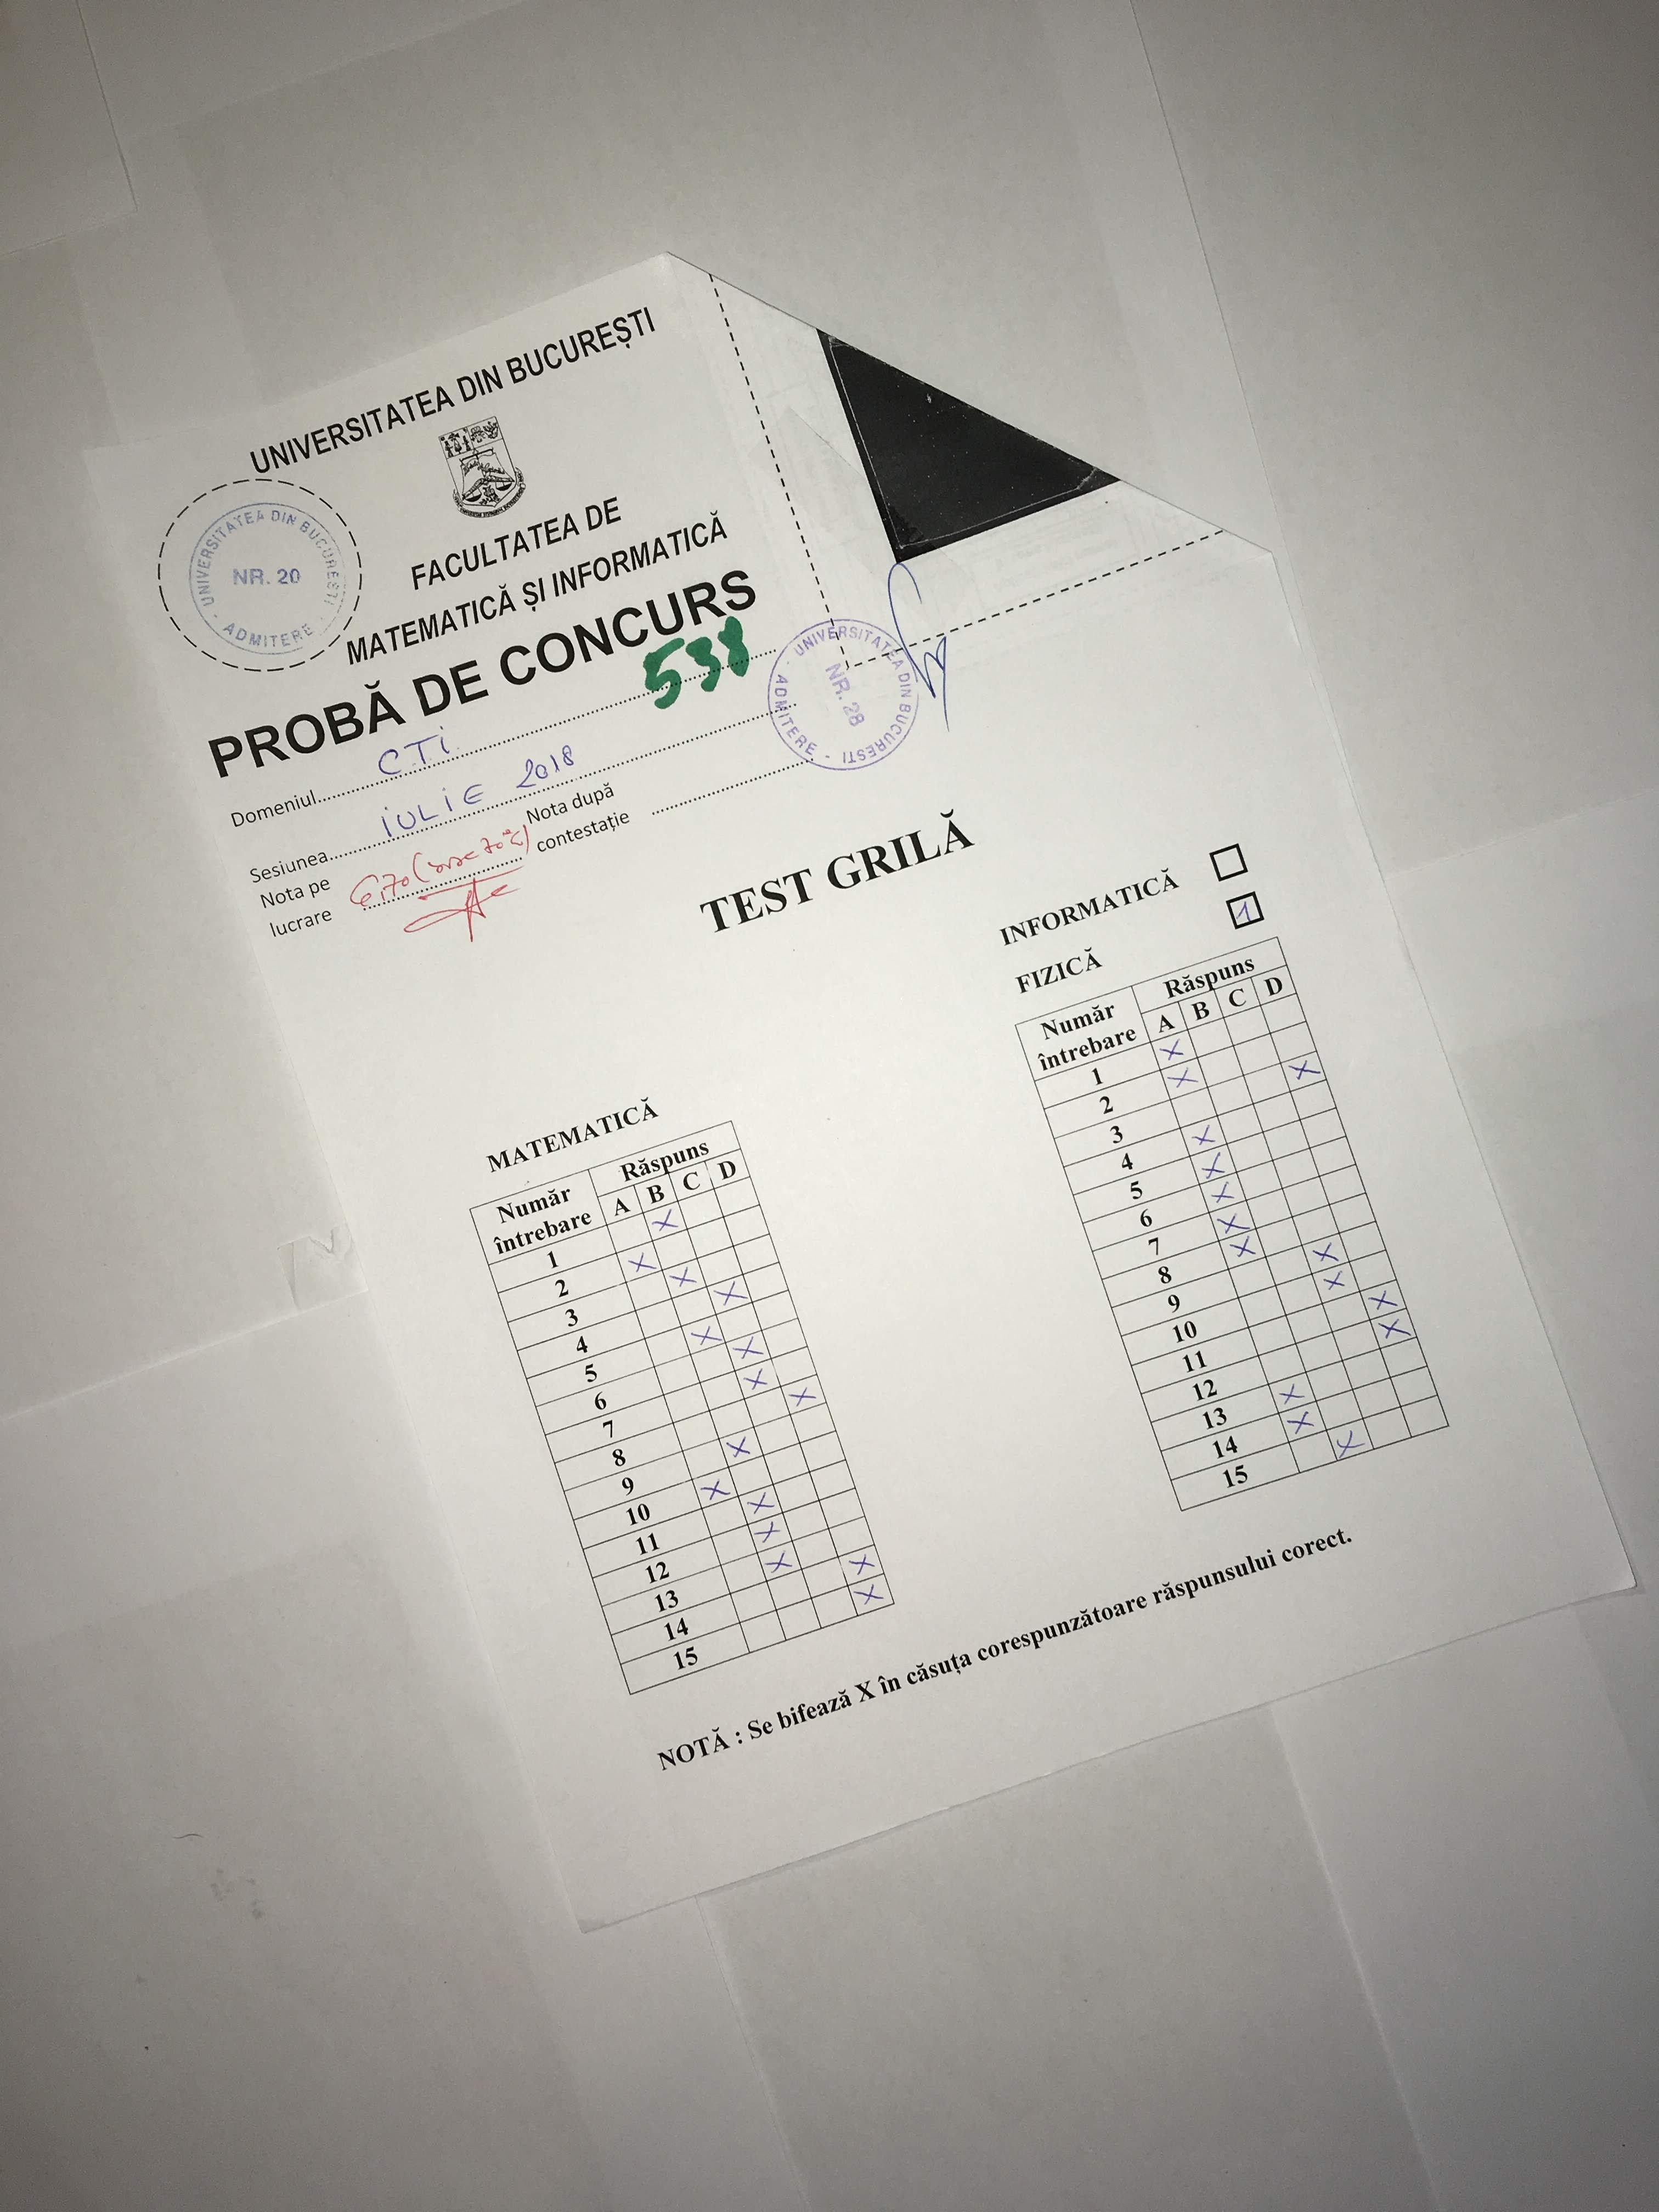 UNIVERSITATEA DIN BUCUREȘTI
UNIVERSITATEA DIN BUCURESTI
NR. 20
ADMITERE
FACULTATEA DE
MATEMATICĂ ȘI INFORMATICĂ
PROBĂ DE CONCURS
538
Domeniul CTi
Sesiunea iULiE 2018
Nota pe lucrare 6,70
Nota după contestație
UNIVERSITATEA DIN BUCURESTI
NR. 28
ADMITERE
TEST GRILĂ
MATEMATICĂ
Număr întrebare Răspuns
A B C D
1 X
2 X
3 X
4 X
5 X
6 X
7 X
8 X
9 X
10 X
11 X
12 X
13 X
14 X
15 X
INFORMATICĂ
FIZICĂ 1
Număr întrebare Răspuns
A B C D
1 X
2 X
3 X
4 X
5 X
6 X
7 X
8 X
9 X
10 X
11 X
12 X
13 X
14 X
15 X
NOTĂ : Se bifează X în căsuța corespunzătoare răspunsului corect.